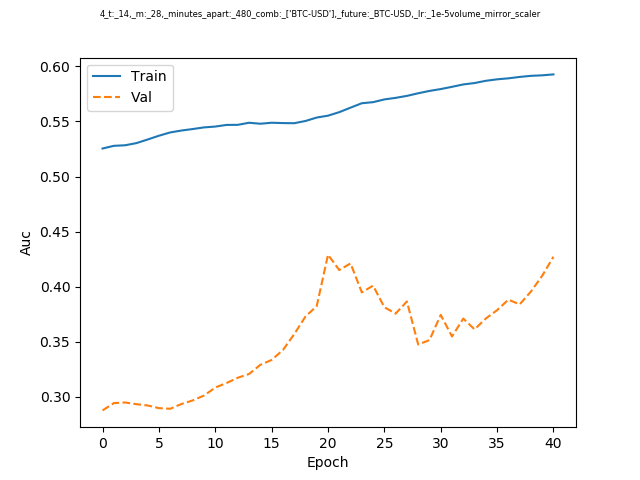 4_t:_14,_m:_28,_minutes_apart:_480_comb:_['BTC-USD'],_future:_BTC-USD,_lr:_1e-5volume_mirror_scaler
Train
Val
0.60
0.55
0.50
0.45
0.40
0.35
0.30
Auc
0 5 10 15 20 25 30 35 40
Epoch